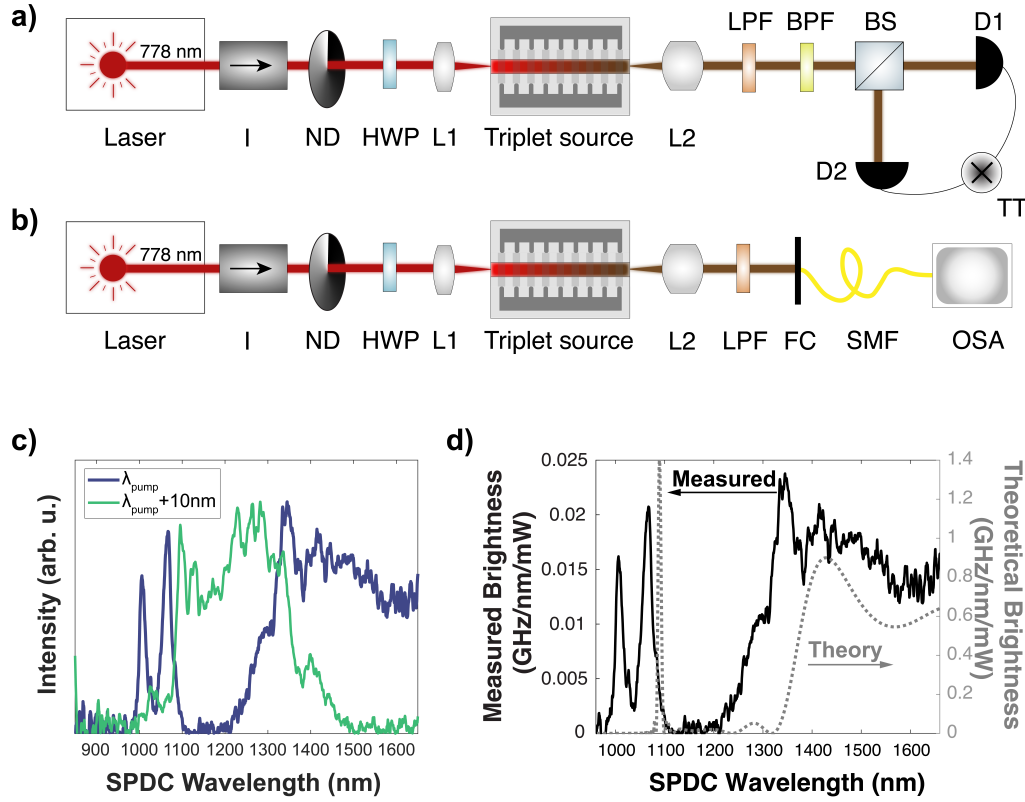 a)
LPF BPF BS D1
778 nm
Laser I ND HWP L1 Triplet source L2
D2
TT
b)
778 nm
Laser I ND HWP L1 Triplet source L2 LPF FC SMF OSA
c)
Intensity (arb. u.)
λpump
λpump+10nm
900 1000 1100 1200 1300 1400 1500 1600
SPDC Wavelength (nm)
d)
Measured Brightness
(GHz/nm/mW)
0.025
0.02
0.015
0.01
0.005
0
Measured
Theory
1.4
1.2
1
0.8
0.6
0.4
0.2
0
Theoretical Brightness
(GHz/nm/mW)
1000 1100 1200 1300 1400 1500 1600
SPDC Wavelength (nm)